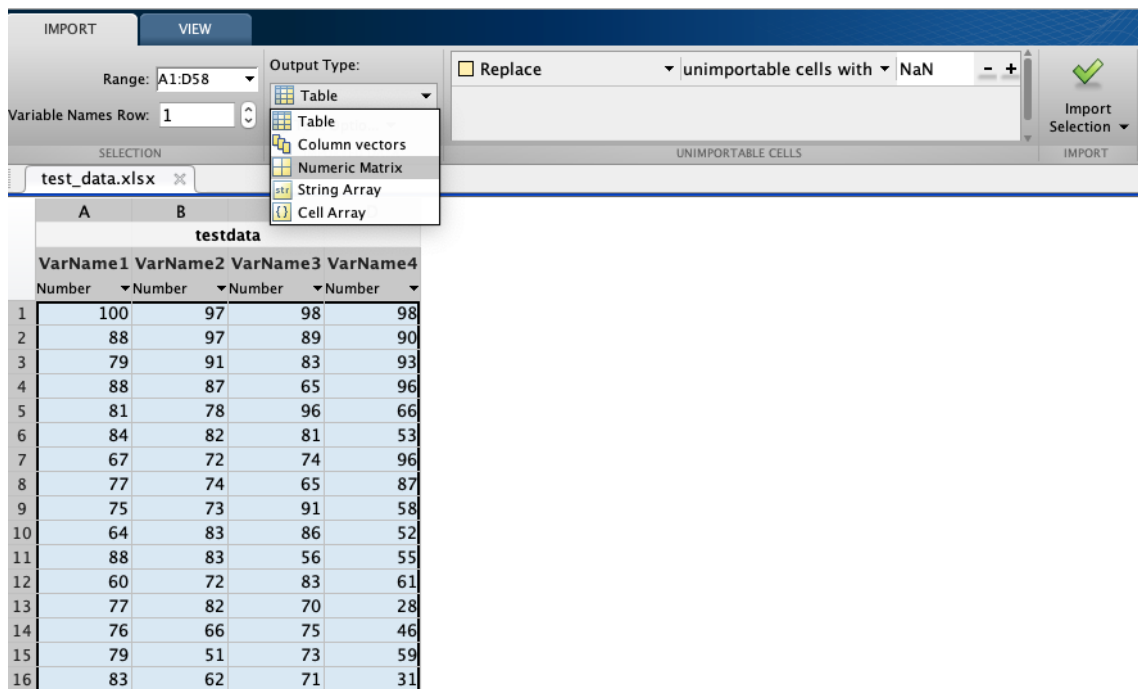 IMPORT VIEW
Range: A1:D58
Variable Names Row: 1
SELECTION
Output Type:
Table
Table
Column vectors
Numeric Matrix
str String Array
{} Cell Array
Replace unimportable cells with NaN - +
UNIMPORTABLE CELLS
Import
Selection
IMPORT
test_data.xlsx
A B
testdata
VarName1 VarName2 VarName3 VarName4
Number Number Number Number
1 100 97 98 98
2 88 97 89 90
3 79 91 83 93
4 88 87 65 96
5 81 78 96 66
6 84 82 81 53
7 67 72 74 96
8 77 74 65 87
9 75 73 91 58
10 64 83 86 52
11 88 83 56 55
12 60 72 83 61
13 77 82 70 28
14 76 66 75 46
15 79 51 73 59
16 83 62 71 31